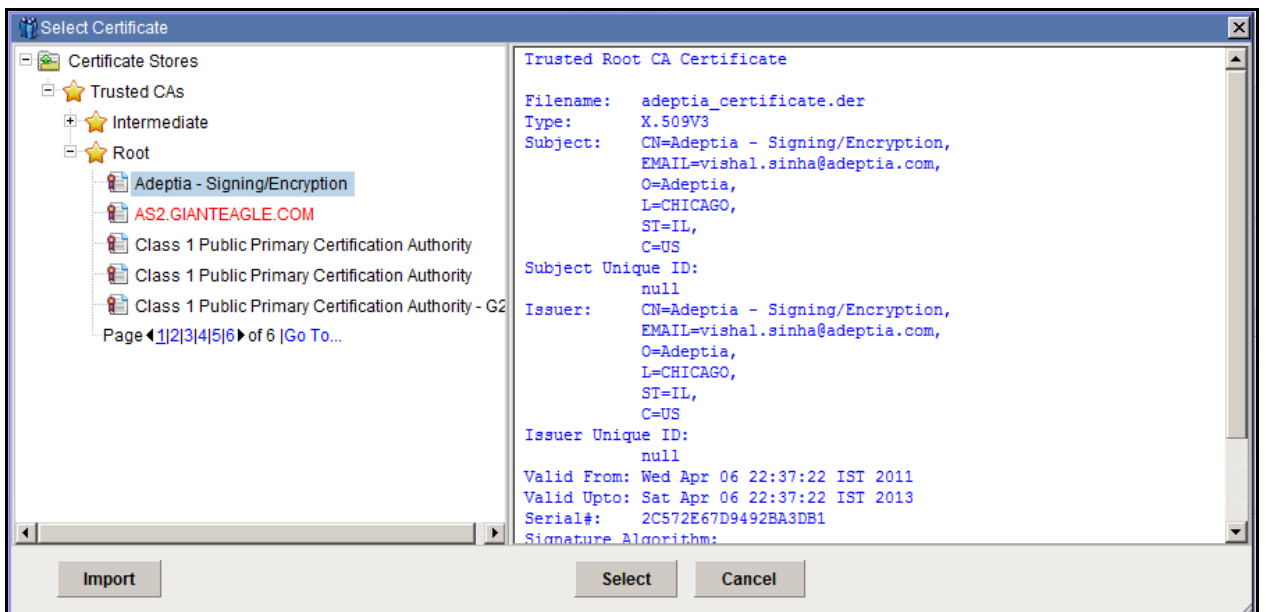 Select Certificate
Certificate Stores
Trusted CAs
Intermediate
Root
Adeptia - Signing/Encryption
AS2.GIANTEAGLE.COM
Class 1 Public Primary Certification Authority
Class 1 Public Primary Certification Authority
Class 1 Public Primary Certification Authority - G2
Page 1|2|3|4|5|6 of 6 |Go To...
Trusted Root CA Certificate
Filename: adeptia_certificate.der
Type: X.509V3
Subject: CN=Adeptia - Signing/Encryption,
EMAIL=vishal.sinha@adeptia.com,
O=Adeptia,
L=CHICAGO,
ST=IL,
C=US
Subject Unique ID:
null
Issuer: CN=Adeptia - Signing/Encryption,
EMAIL=vishal.sinha@adeptia.com,
O=Adeptia,
L=CHICAGO,
ST=IL,
C=US
Issuer Unique ID:
null
Valid From: Wed Apr 06 22:37:22 IST 2011
Valid Upto: Sat Apr 06 22:37:22 IST 2013
Serial#: 2C572E67D9492BA3DB1
Signature Algorithm:
Import
Select
Cancel